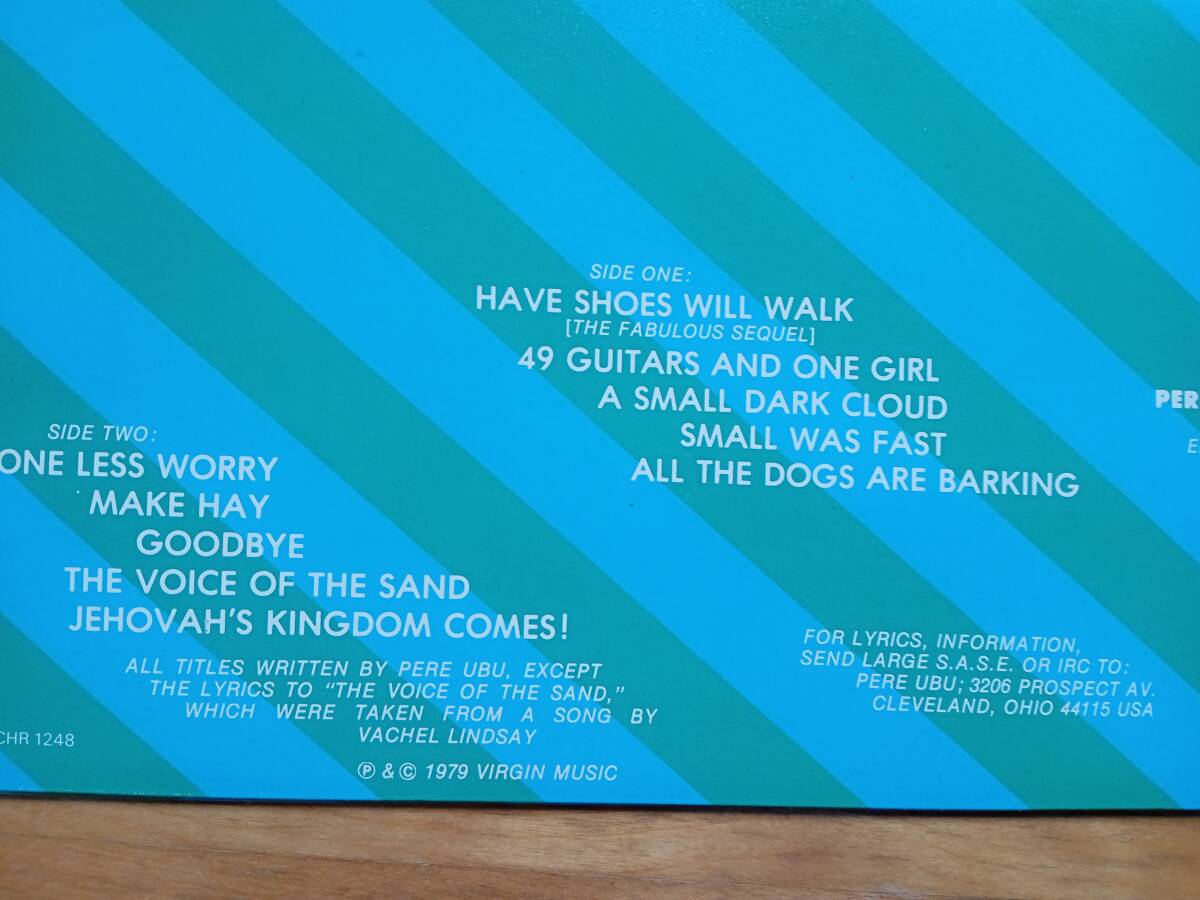 SIDE ONE:
HAVE SHOES WILL WALK
[THE FABULOUS SEQUEL]
49 GUITARS AND ONE GIRL
A SMALL DARK CLOUD
SMALL WAS FAST
ALL THE DOGS ARE BARKING
PER
E
SIDE TWO:
ONE LESS WORRY
MAKE HAY
GOODBYE
THE VOICE OF THE SAND
JEHOVAH'S KINGDOM COMES!
ALL TITLES WRITTEN BY PERE UBU, EXCEPT
THE LYRICS TO "THE VOICE OF THE SAND,"
WHICH WERE TAKEN FROM A SONG BY
VACHEL LINDSAY
CHR 1248
Ⓟ & © 1979 VIRGIN MUSIC
FOR LYRICS, INFORMATION,
SEND LARGE S.A.S.E. OR IRC TO:
PERE UBU; 3206 PROSPECT AV.
CLEVELAND, OHIO 44115 USA